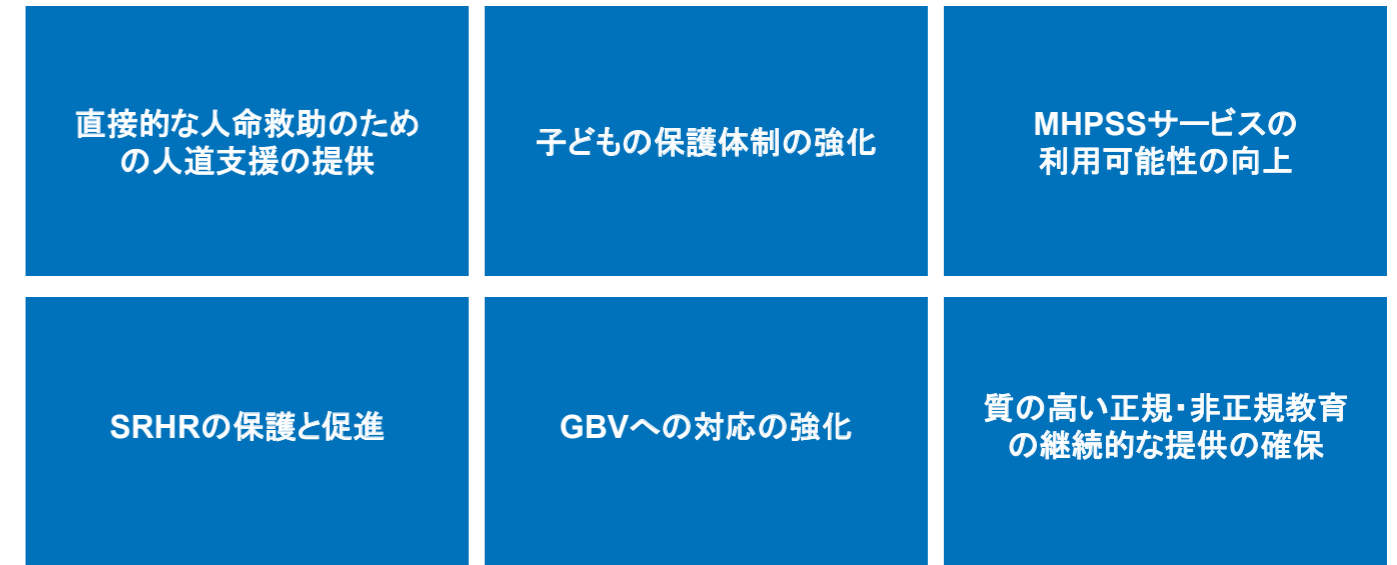 直接的な人命救助のため
の人道支援の提供
子どもの保護体制の強化
MHPSSサービスの
利用可能性の向上
SRHRの保護と促進
GBVへの対応の強化
質の高い正規・非正規教育
の継続的な提供の確保